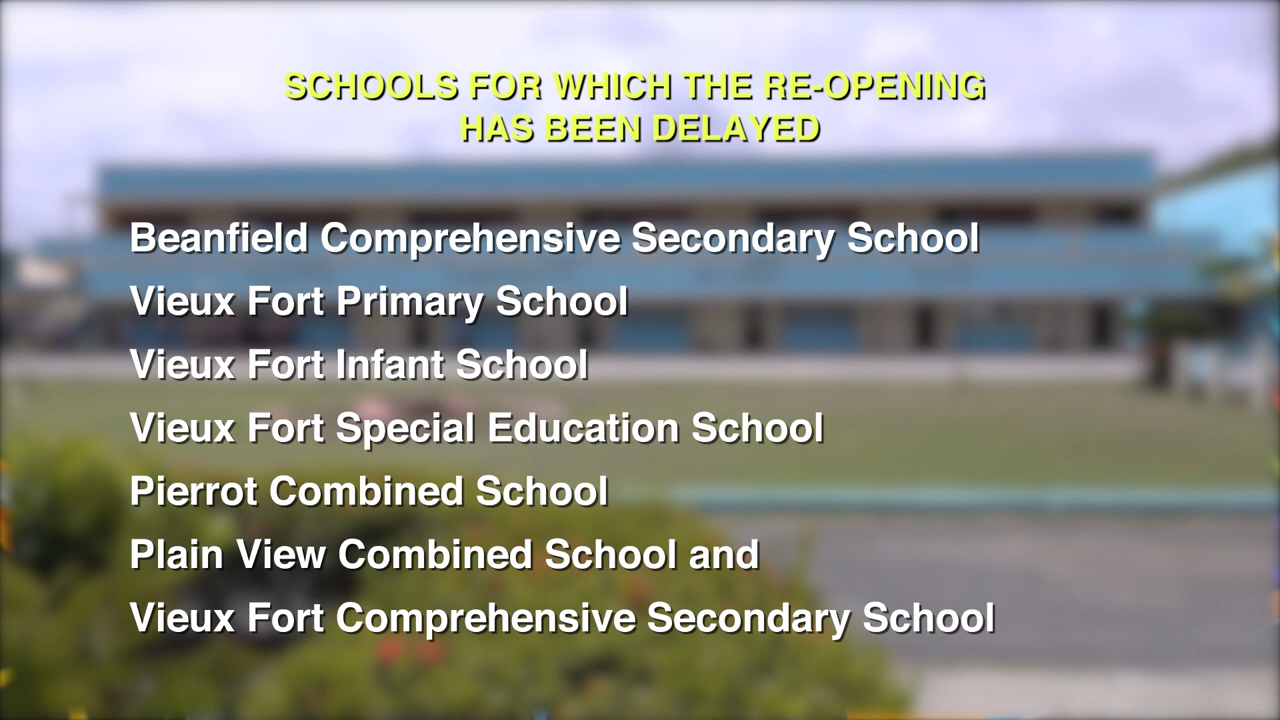 SCHOOLS FOR WHICH THE RE-OPENING
HAS BEEN DELAYED
Beanfield Comprehensive Secondary School
Vieux Fort Primary School
Vieux Fort Infant School
Vieux Fort Special Education School
Pierrot Combined School
Plain View Combined School and
Vieux Fort Comprehensive Secondary School